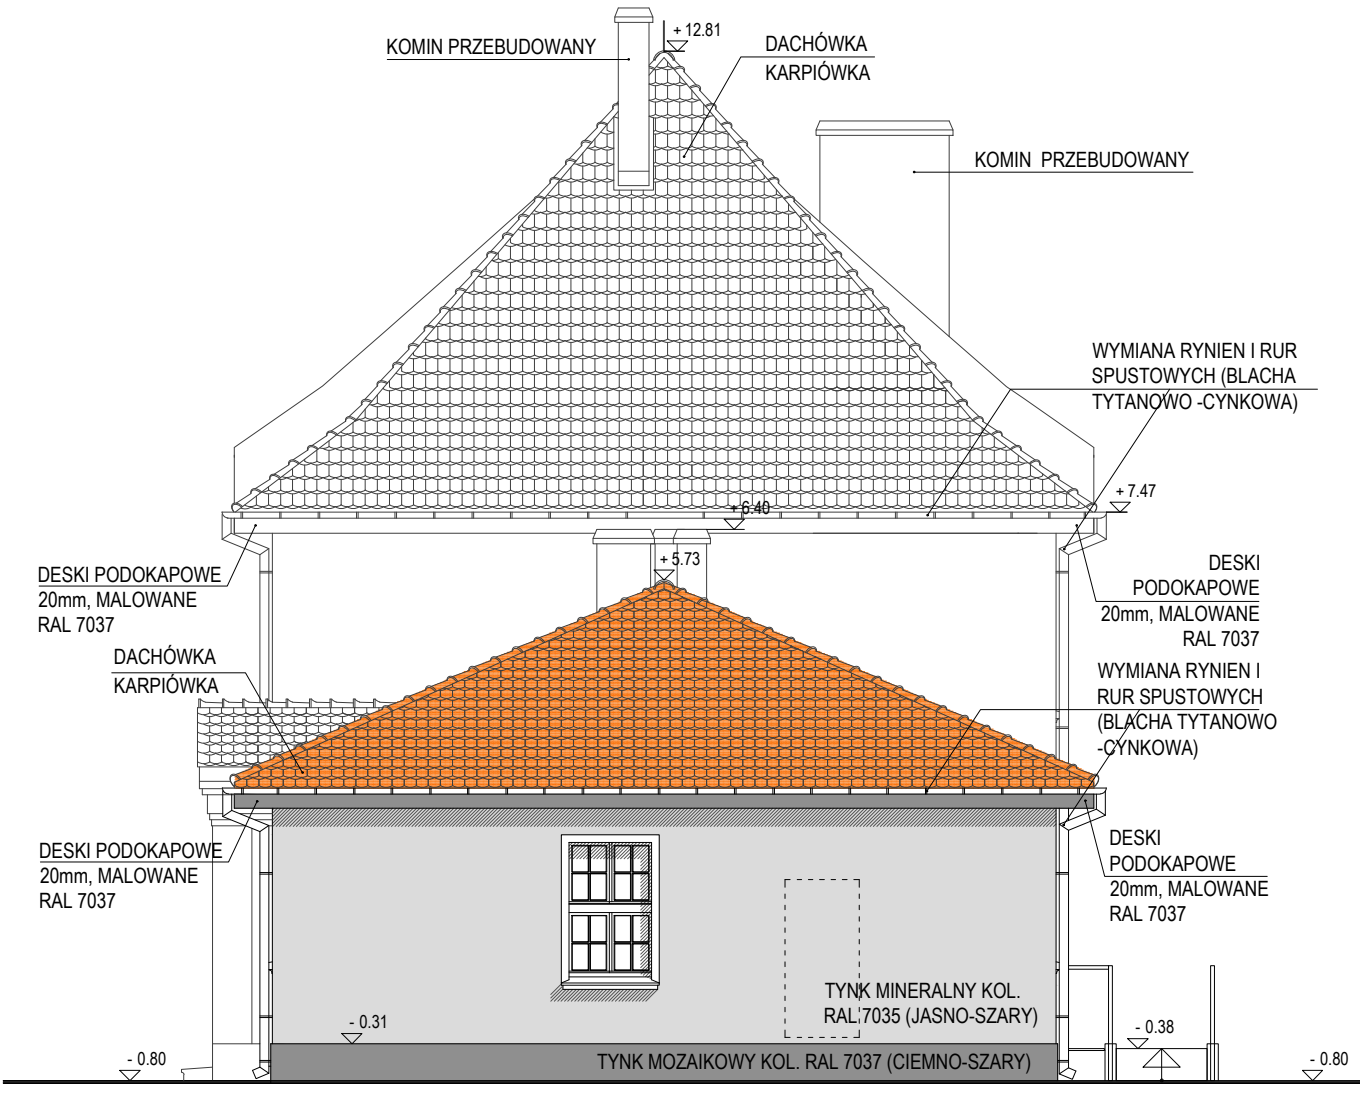 + 12.81
KOMIN PRZEBUDOWANY
DACHÓWKA
KARPIÓWKA
KOMIN PRZEBUDOWANY
WYMIANA RYNIEN I RUR
SPUSTOWYCH (BLACHA
TYTANOWO -CYNKOWA)
+ 7.47
+ 6.40
+ 5.73
DESKI PODOKAPOWE
20mm, MALOWANE
RAL 7037
DESKI
PODOKAPOWE
20mm, MALOWANE
RAL 7037
DACHÓWKA
KARPIÓWKA
WYMIANA RYNIEN I
RUR SPUSTOWYCH
(BLACHA TYTANOWO
-CYNKOWA)
DESKI PODOKAPOWE
20mm, MALOWANE
RAL 7037
DESKI
PODOKAPOWE
20mm, MALOWANE
RAL 7037
TYNK MINERALNY KOL.
RAL 7035 (JASNO-SZARY)
- 0.31
- 0.38
- 0.80
TYNK MOZAIKOWY KOL. RAL 7037 (CIEMNO-SZARY)
- 0.80